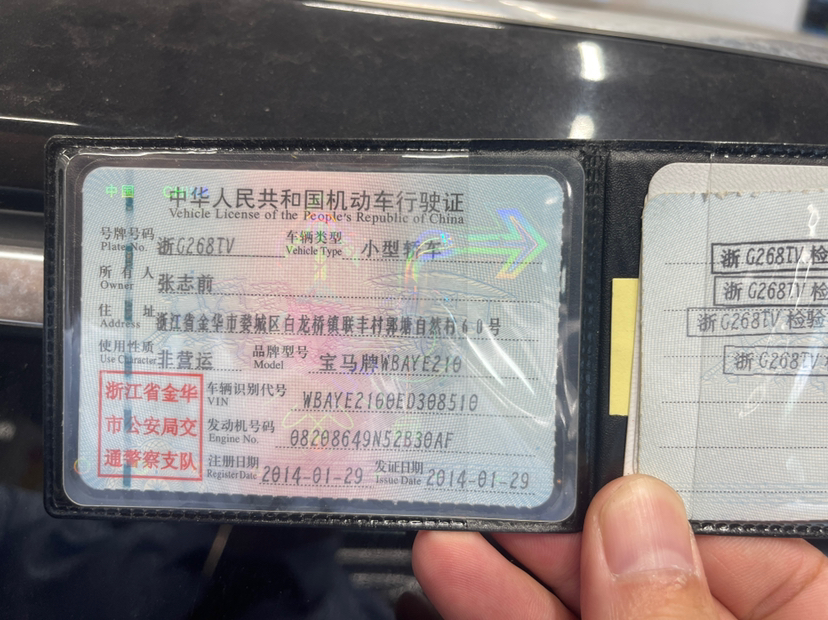 中国 CHINA
中华人民共和国机动车行驶证
Vehicle License of the People's Republic of China
号牌号码 Plate No. 浙G268TV 车辆类型 Vehicle Type 小型轿车
所有人 Owner 张志前
住址 Address 浙江省金华市婺城区白龙桥镇联丰村郭塘自然村60号
使用性质 Use Character 非营运 品牌型号 Model 宝马牌WBAYE210
车辆识别代号 VIN WBAYE2100ED308510
发动机号码 Engine No. 08208649N52B30AF
注册日期 Register Date 2014-01-29 发证日期 Issue Date 2014-01-29
浙江省金华
市公安局交
通警察支队
浙G268TV 检
浙G268TV 检
浙G268TV 检验
浙G268TV